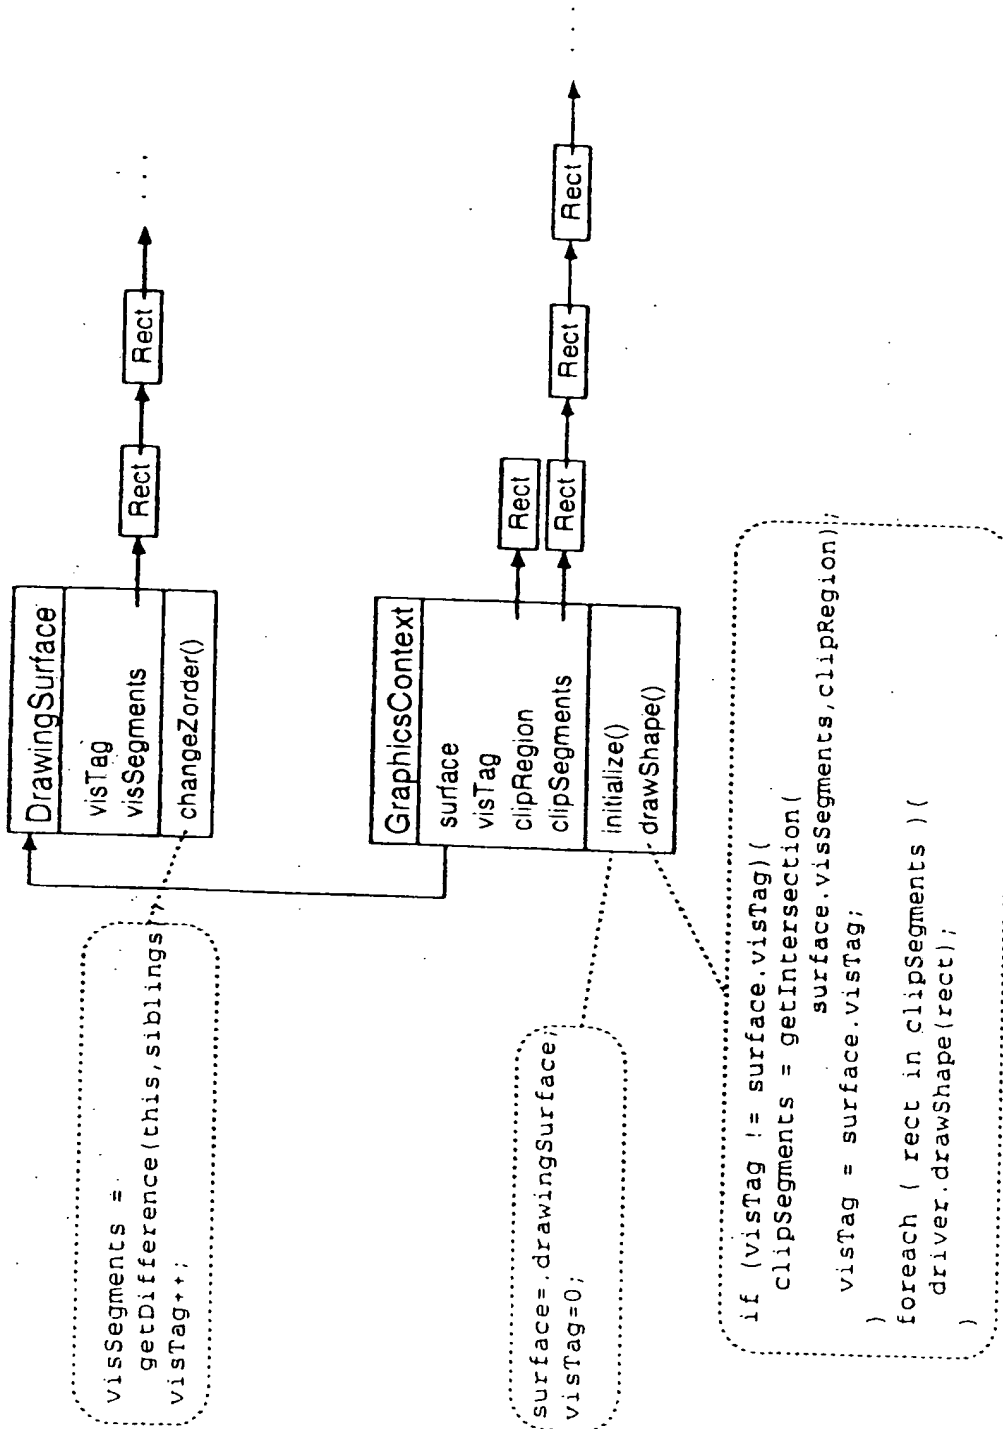 DrawingSurface
visTag
visSegments
changeZorder()
Rect
Rect
. . .
visSegments =
getDifference(this,siblings);
visTag++;
GraphicsContext
surface
visTag
clipRegion
clipSegments
initialize()
drawShape()
Rect
Rect
Rect
Rect
. . .
surface=.drawingSurface;
visTag=0;
if (visTag != surface.visTag)(
clipSegments = getIntersection(
surface.visSegments,clipRegion);
visTag = surface.visTag;
)
foreach ( rect in clipSegments )(
driver.drawShape(rect);
)